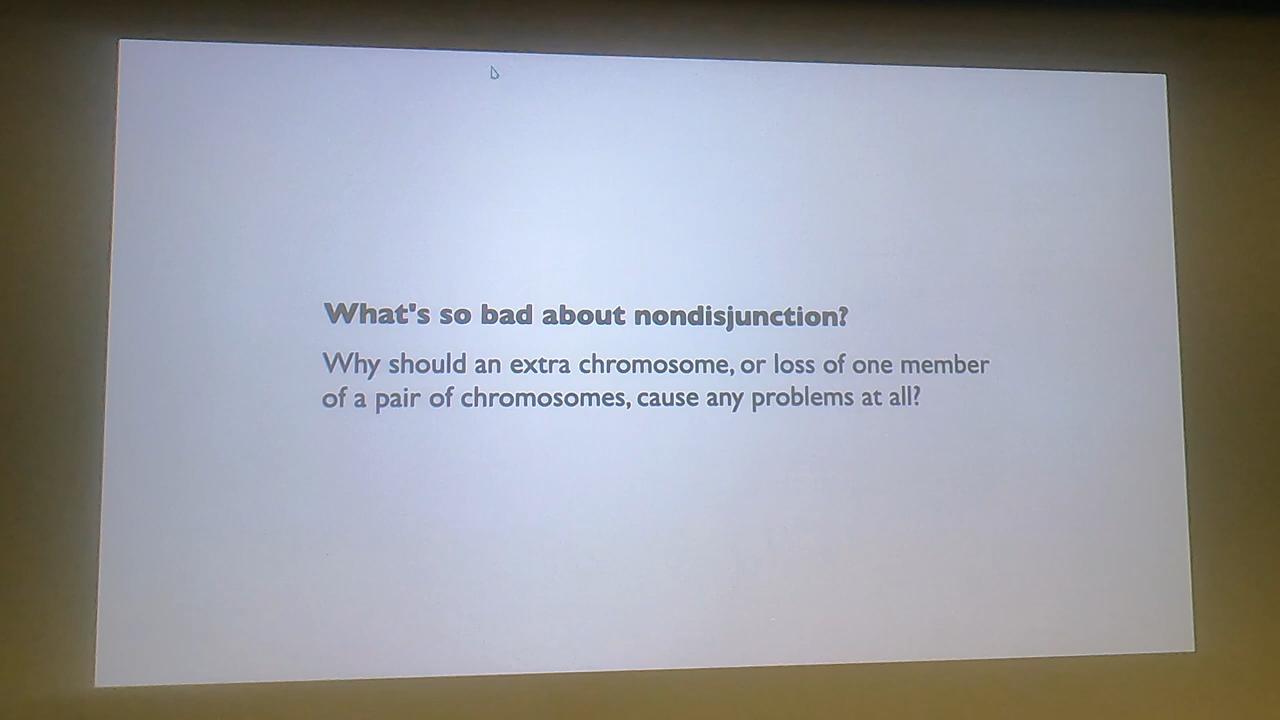 What's so bad about nondisjunction?
Why should an extra chromosome, or loss of one member
of a pair of chromosomes, cause any problems at all?